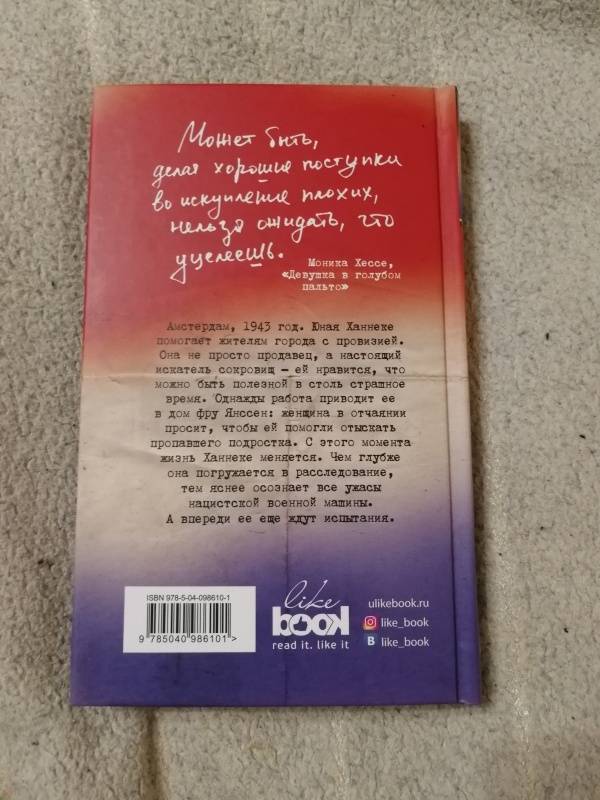 Может быть,
делая хорошие поступки
во искупление плохих,
нельзя ожидать, что
уцелеешь.
Моника Хессе,
«Девушка в голубом
пальто»
Амстердам, 1943 год. Юная Ханнеке
помогает жителям города с провизией.
Она не просто продавец, а настоящий
искатель сокровищ – ей нравится, что
можно быть полезной в столь страшное
время. Однажды работа приводит ее
в дом фру Янссен: женщина в отчаянии
просит, чтобы ей помогли отыскать
пропавшего подростка. С этого момента
жизнь Ханнеке меняется. Чем глубже
она погружается в расследование,
тем яснее осознает все ужасы
нацистской военной машины.
А впереди ее еще ждут испытания.
ISBN 978-5-04-098610-1
9 785040 986101>
like
book
read it. like it
ulikebook.ru
like_book
B like_book